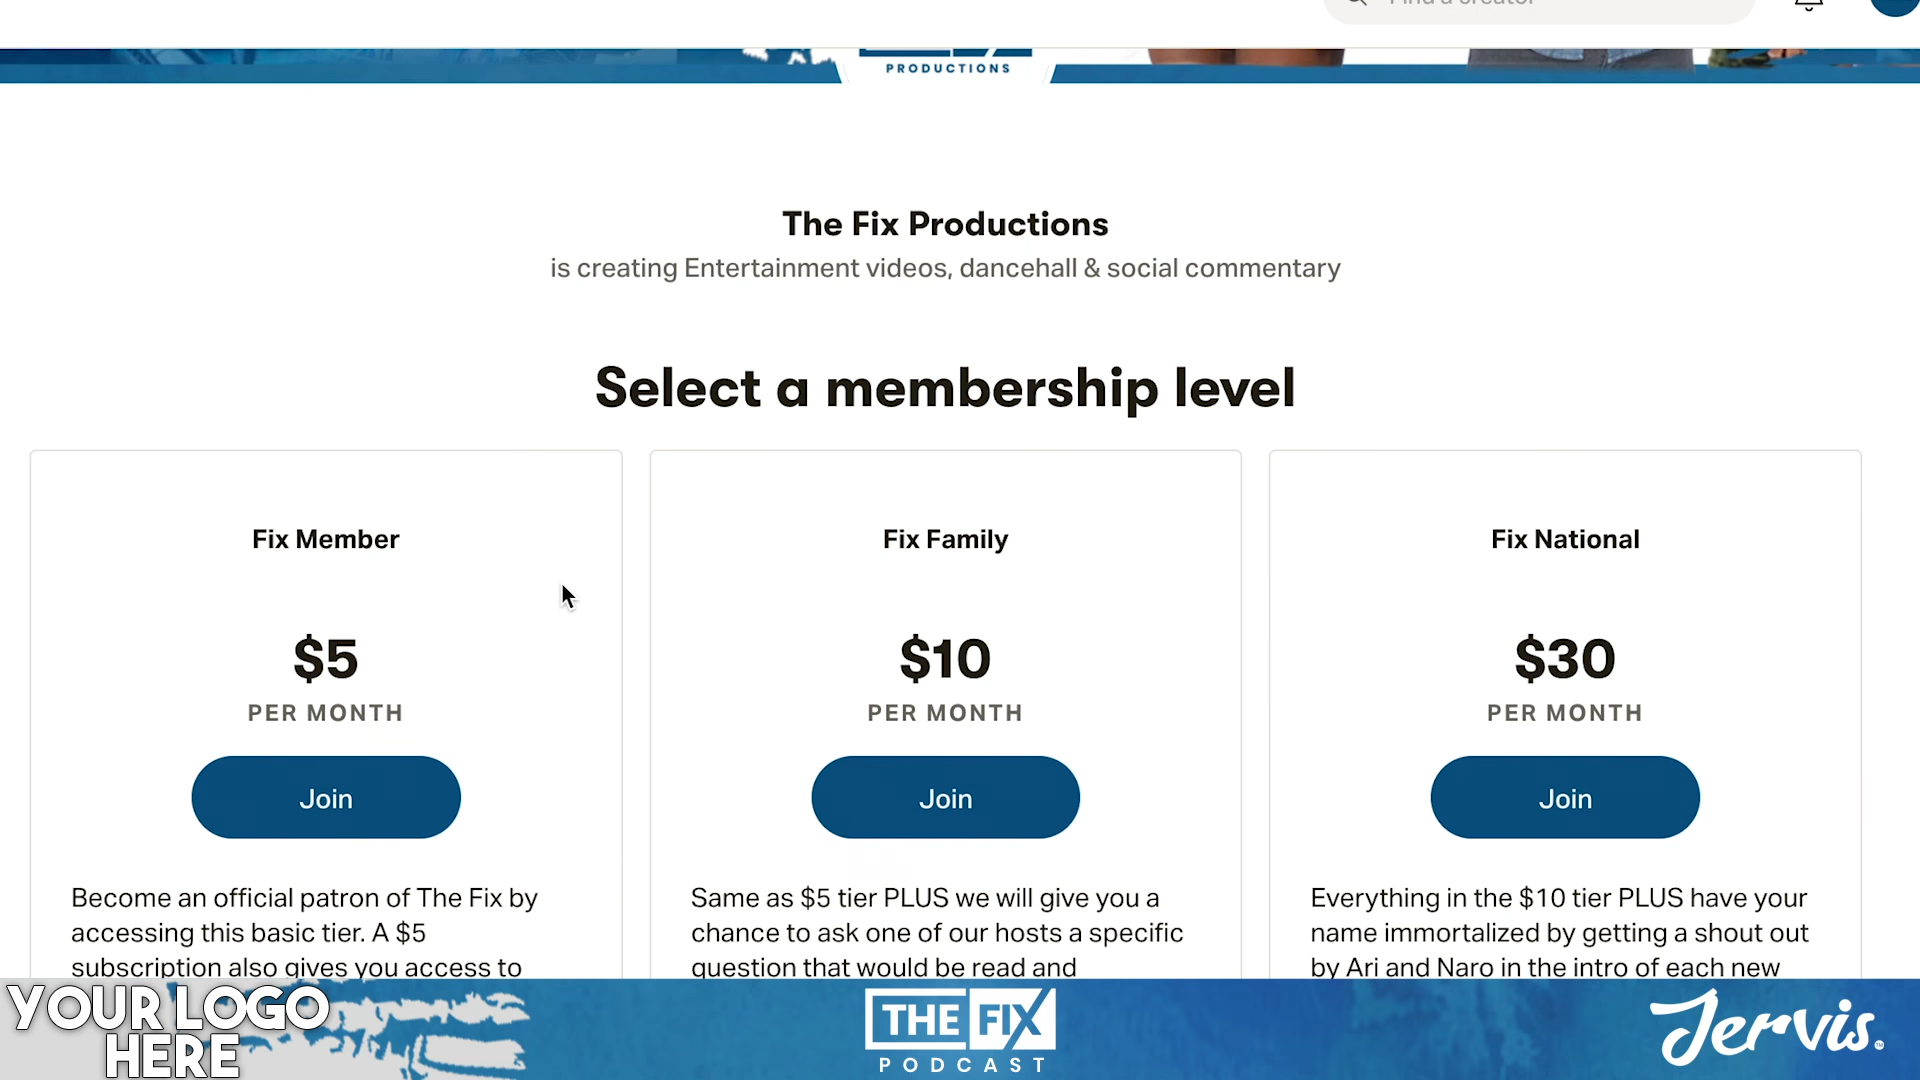 Find a creator
PRODUCTIONS
The Fix Productions
is creating Entertainment videos, dancehall & social commentary
Select a membership level
Fix Member
$5
PER MONTH
Join
Become an official patron of The Fix by
accessing this basic tier. A $5
subscription also gives you access to
Fix Family
$10
PER MONTH
Join
Same as $5 tier PLUS we will give you a
chance to ask one of our hosts a specific
question that would be read and
Fix National
$30
PER MONTH
Join
Everything in the $10 tier PLUS have your
name immortalized by getting a shout out
by Ari and Naro in the intro of each new
YOUR LOGO
HERE
THE FIX
PODCAST
Jervis.